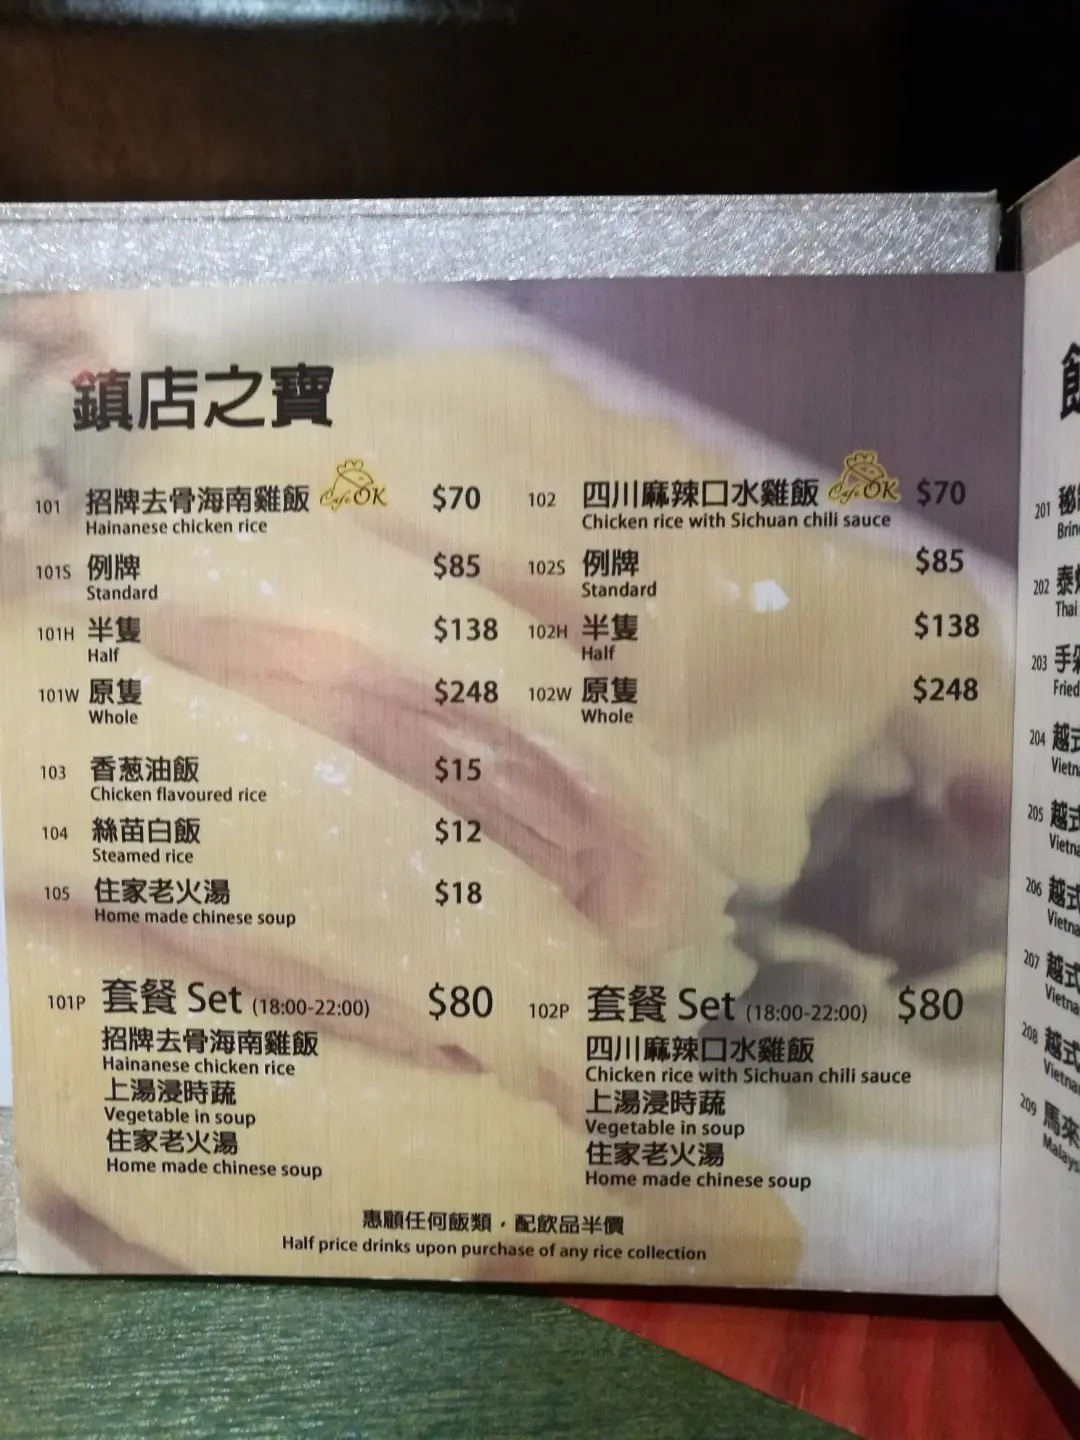 鎮店之寶
101 招牌去骨海南雞飯 Café OK $70
Hainanese chicken rice
101S 例牌 $85
Standard
101H 半隻 $138
Half
101W 原隻 $248
Whole
103 香葱油飯 $15
Chicken flavoured rice
104 絲苗白飯 $12
Steamed rice
105 住家老火湯 $18
Home made chinese soup
101P 套餐 Set (18:00-22:00) $80
招牌去骨海南雞飯
Hainanese chicken rice
上湯浸時蔬
Vegetable in soup
住家老火湯
Home made chinese soup
102 四川麻辣口水雞飯 Café OK $70
Chicken rice with Sichuan chili sauce
102S 例牌 $85
Standard
102H 半隻 $138
Half
102W 原隻 $248
Whole
102P 套餐 Set (18:00-22:00) $80
四川麻辣口水雞飯
Chicken rice with Sichuan chili sauce
上湯浸時蔬
Vegetable in soup
住家老火湯
Home made chinese soup
惠顧任何飯類，配飲品半價
Half price drinks upon purchase of any rice collection
201
202
Thai
203
204 越
205 越
206 越
207 越
208 越
209 馬來